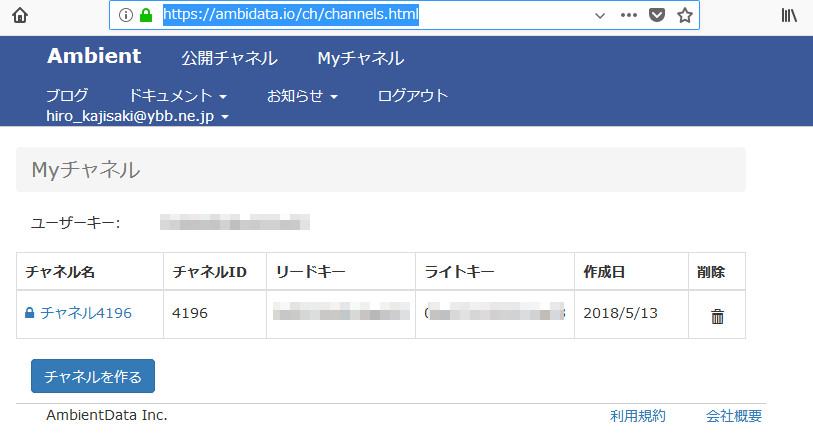 https://ambidata.io/ch/channels.html
Ambient 公開チャネル Myチャネル
ブログ ドキュメント お知らせ ログアウト
hiro_kajisaki@ybb.ne.jp
Myチャネル
ユーザーキー:
チャネル名 チャネルID リードキー ライトキー 作成日 削除
チャネル4196 4196 2018/5/13
チャネルを作る
AmbientData Inc. 利用規約 会社概要